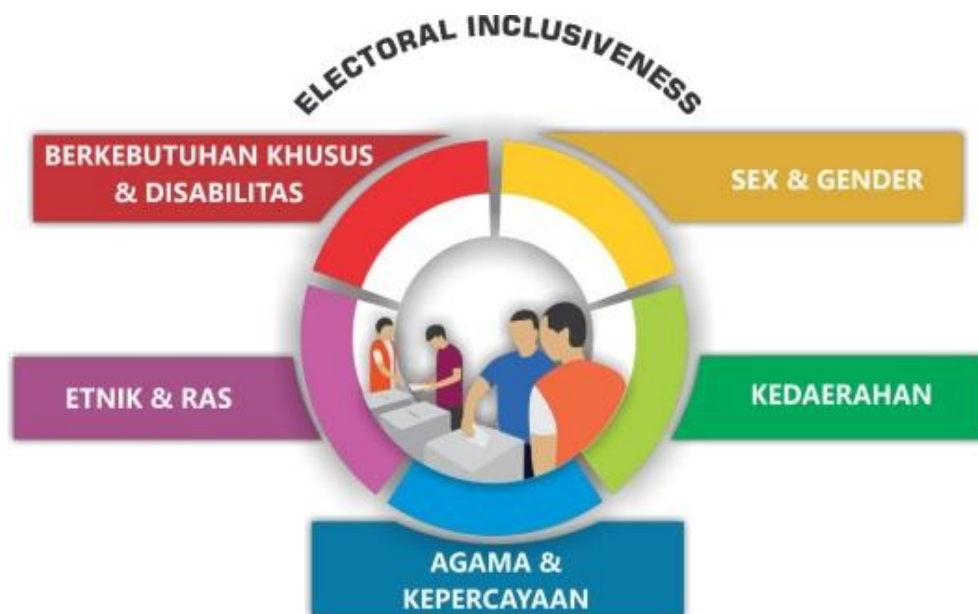 ELECTORAL INCLUSIVENESS
BERKEBUTUHAN KHUSUS
& DISABILITAS
SEX & GENDER
ETNIK & RAS
KEDAERAHAN
AGAMA &
KEPERCAYAAN